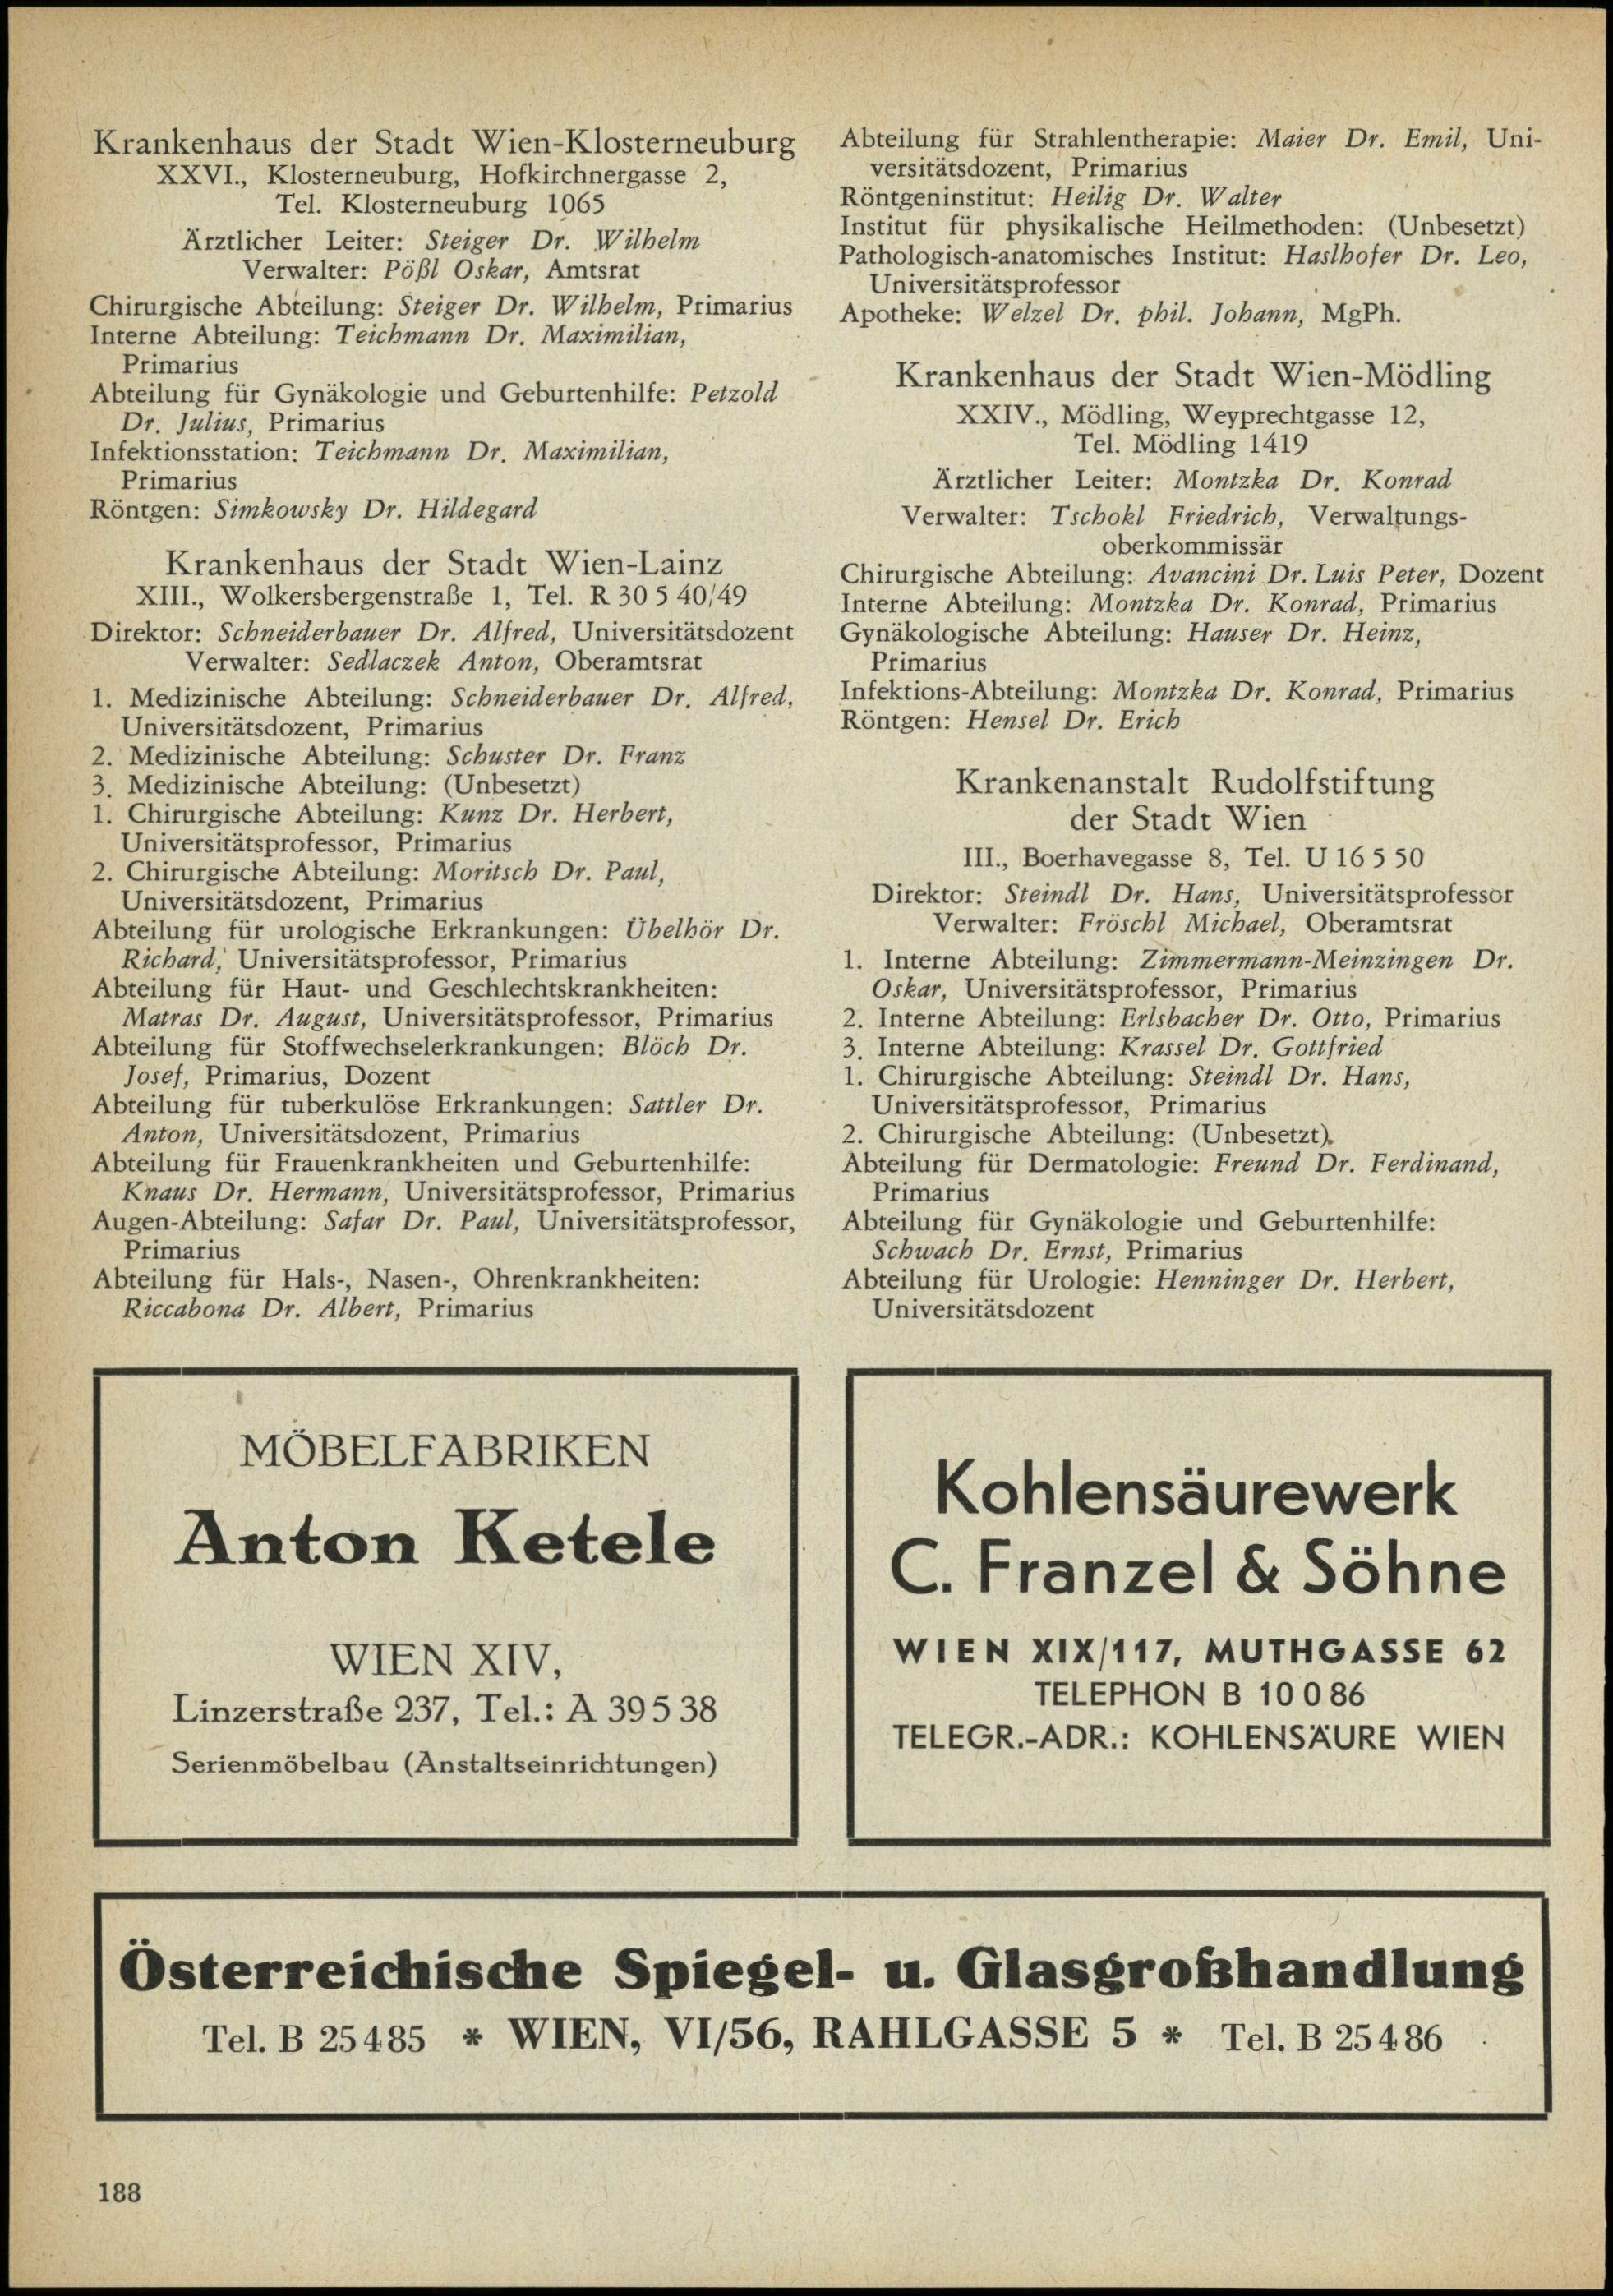 Krankenhaus der Stadt Wien-Klosterneuburg
XXVI., Klosterneuburg, Hofkirchnergasse 2,
Tel. Klosterneuburg 1065
Ärztlicher Leiter: Steiger Dr. Wilhelm
Verwalter: Pößl Oskar, Amtsrat
Chirurgische Abteilung: Steiger Dr. Wilhelm, Primarius
Interne Abteilung: Teichmann Dr. Maximilian,
Primarius
Abteilung für Gynäkologie und Geburtenhilfe: Petzold
Dr. Julius, Primarius
Infektionsstation: Teichmann Dr. Maximilian,
Primarius
Röntgen: Simkowsky Dr. Hildegard
Krankenhaus der Stadt Wien-Lainz
XIII., Wolkersbergenstraße 1, Tel. R 30 5 40/49
Direktor: Schneiderbauer Dr. Alfred, Universitätsdozent
Verwalter: Sedlaczek Anton, Oberamtsrat
1. Medizinische Abteilung: Schneiderbauer Dr. Alfred,
Universitätsdozent, Primarius
2. Medizinische Abteilung: Schuster Dr. Franz
3. Medizinische Abteilung: (Unbesetzt)
1. Chirurgische Abteilung: Kunz Dr. Herbert,
Universitätsprofessor, Primarius
2. Chirurgische Abteilung: Moritsch Dr. Paul,
Universitätsdozent, Primarius
Abteilung für urologische Erkrankungen: Übelhör Dr.
Richard, Universitätsprofessor, Primarius
Abteilung für Haut- und Geschlechtskrankheiten:
Matras Dr. August, Universitätsprofessor, Primarius
Abteilung für Stoffwechselerkrankungen: Blöch Dr.
Josef, Primarius, Dozent
Abteilung für tuberkulöse Erkrankungen: Sattler Dr.
Anton, Universitätsdozent, Primarius
Abteilung für Frauenkrankheiten und Geburtenhilfe:
Knaus Dr. Hermann, Universitätsprofessor, Primarius
Augen-Abteilung: Safar Dr. Paul, Universitätsprofessor,
Primarius
Abteilung für Hals-, Nasen-, Ohrenkrankheiten:
Riccabona Dr. Albert, Primarius
Abteilung für Strahlentherapie: Maier Dr. Emil, Uni-
versitätsdozent, Primarius
Röntgeninstitut: Heilig Dr. Walter
Institut für physikalische Heilmethoden: (Unbesetzt)
Pathologisch-anatomisches Institut: Haslhofer Dr. Leo,
Universitätsprofessor
Apotheke: Welzel Dr. phil. Johann, MgPh.
Krankenhaus der Stadt Wien-Mödling
XXIV., Mödling, Weyprechtgasse 12,
Tel. Mödling 1419
Ärztlicher Leiter: Montzka Dr. Konrad
Verwalter: Tschokl Friedrich, Verwaltungs-
oberkommissär
Chirurgische Abteilung: Avancini Dr. Luis Peter, Dozent
Interne Abteilung: Montzka Dr. Konrad, Primarius
Gynäkologische Abteilung: Hauser Dr. Heinz,
Primarius
Infektions-Abteilung: Montzka Dr. Konrad, Primarius
Röntgen: Hensel Dr. Erich
Krankenanstalt Rudolfstiftung
der Stadt Wien
III., Boerhavegasse 8, Tel. U 16 5 50
Direktor: Steindl Dr. Hans, Universitätsprofessor
Verwalter: Fröschl Michael, Oberamtsrat
1. Interne Abteilung: Zimmermann-Meinzingen Dr.
Oskar, Universitätsprofessor, Primarius
2. Interne Abteilung: Erlsbacher Dr. Otto, Primarius
3. Interne Abteilung: Krassel Dr. Gottfried
1. Chirurgische Abteilung: Steindl Dr. Hans,
Universitätsprofessor, Primarius
2. Chirurgische Abteilung: (Unbesetzt).
Abteilung für Dermatologie: Freund Dr. Ferdinand,
Primarius
Abteilung für Gynäkologie und Geburtenhilfe:
Schwach Dr. Ernst, Primarius
Abteilung für Urologie: Henninger Dr. Herbert,
Universitätsdozent
MÖBELFABRIKEN
Anton Ketele
WIEN XIV,
Linzerstraße 237, Tel.: A 39 5 38
Serienmöbelbau (Anstaltseinrichtungen)
Kohlensäurewerk
C. Franzel & Söhne
WIEN XIX/117, MUTHGASSE 62
TELEPHON B 10 0 86
TELEGR.-ADR.: KOHLENSÄURE WIEN
Österreichische Spiegel- u. Glasgroßhandlung
Tel. B 25 4 85 * WIEN, VI/56, RAHLGASSE 5 * Tel. B 25 4 86
188